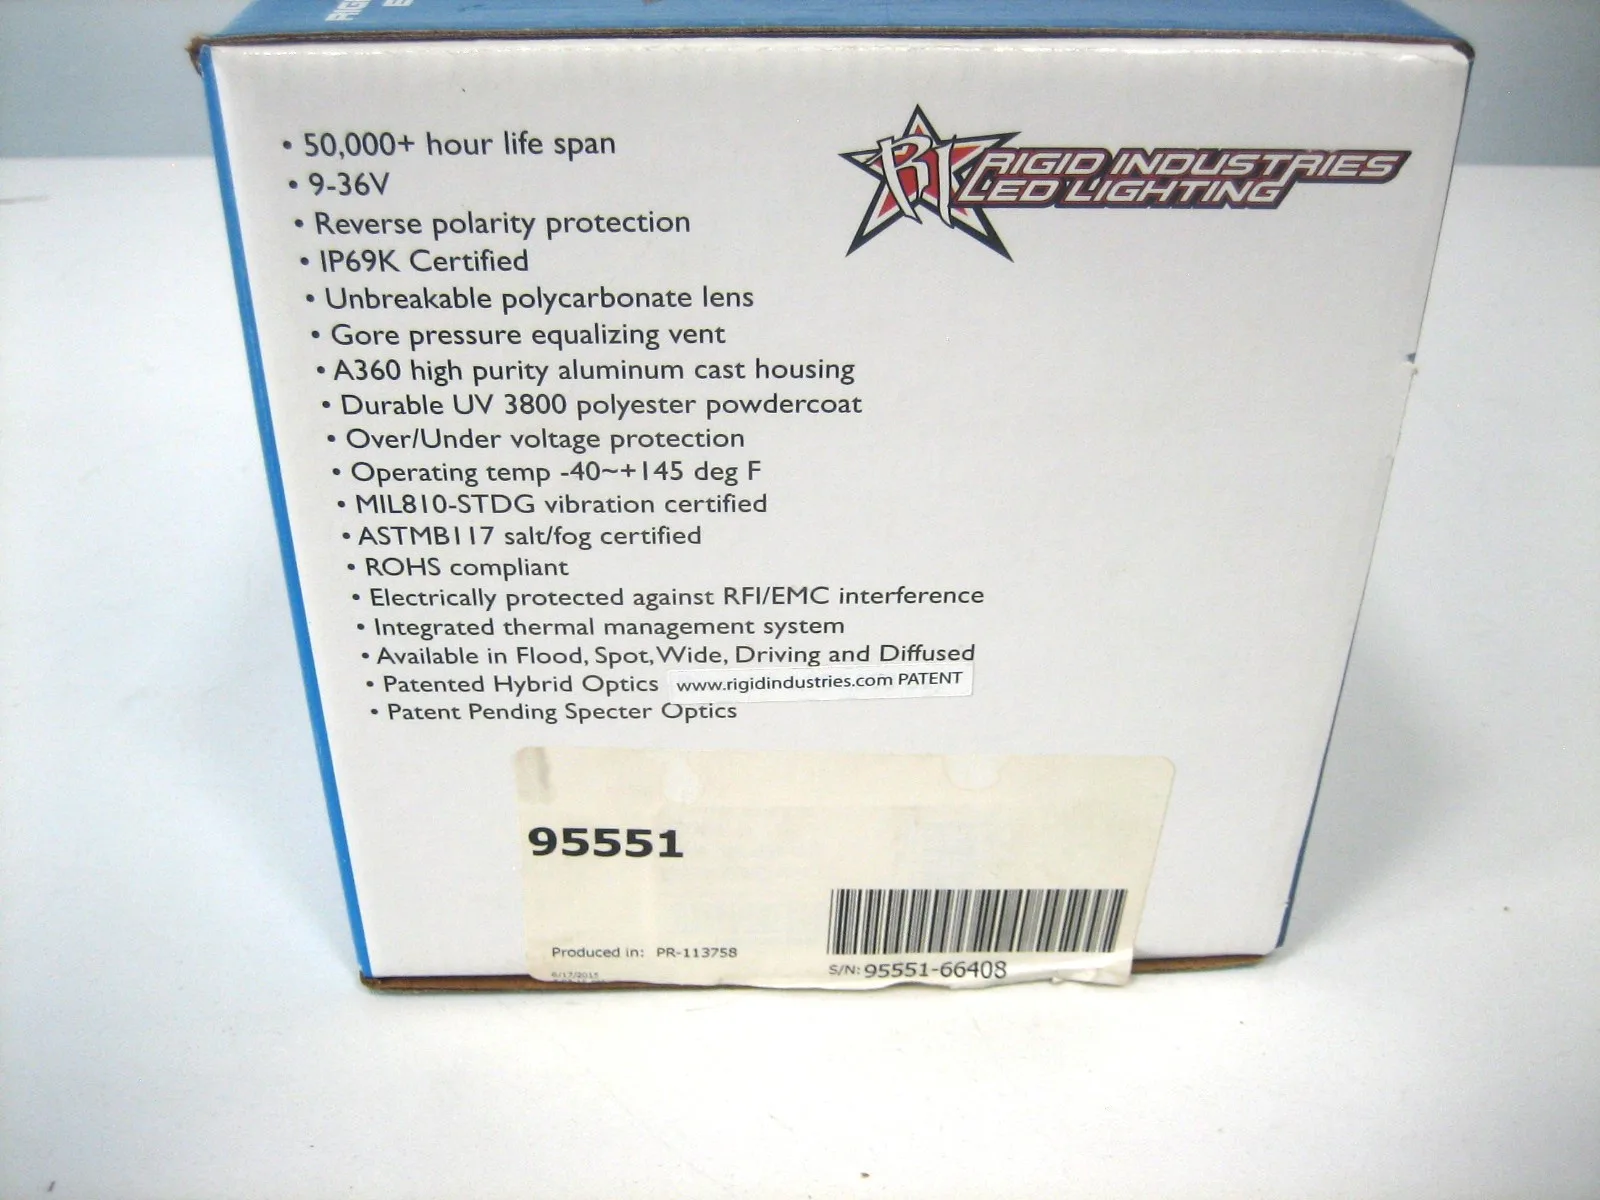 • 50,000+ hour life span
• 9-36V
• Reverse polarity protection
• IP69K Certified
• Unbreakable polycarbonate lens
• Gore pressure equalizing vent
• A360 high purity aluminum cast housing
• Durable UV 3800 polyester powdercoat
• Over/Under voltage protection
• Operating temp -40~+145 deg F
• MIL810-STDG vibration certified
• ASTMB117 salt/fog certified
• ROHS compliant
• Electrically protected against RFI/EMC interference
• Integrated thermal management system
• Available in Flood, Spot, Wide, Driving and Diffused
• Patented Hybrid Optics www.rigidindustries.com PATENT
• Patent Pending Specter Optics
RI RIGID INDUSTRIES
LED LIGHTING
95551
Produced in: PR-113758
6/17/2015
S/N: 95551-66408